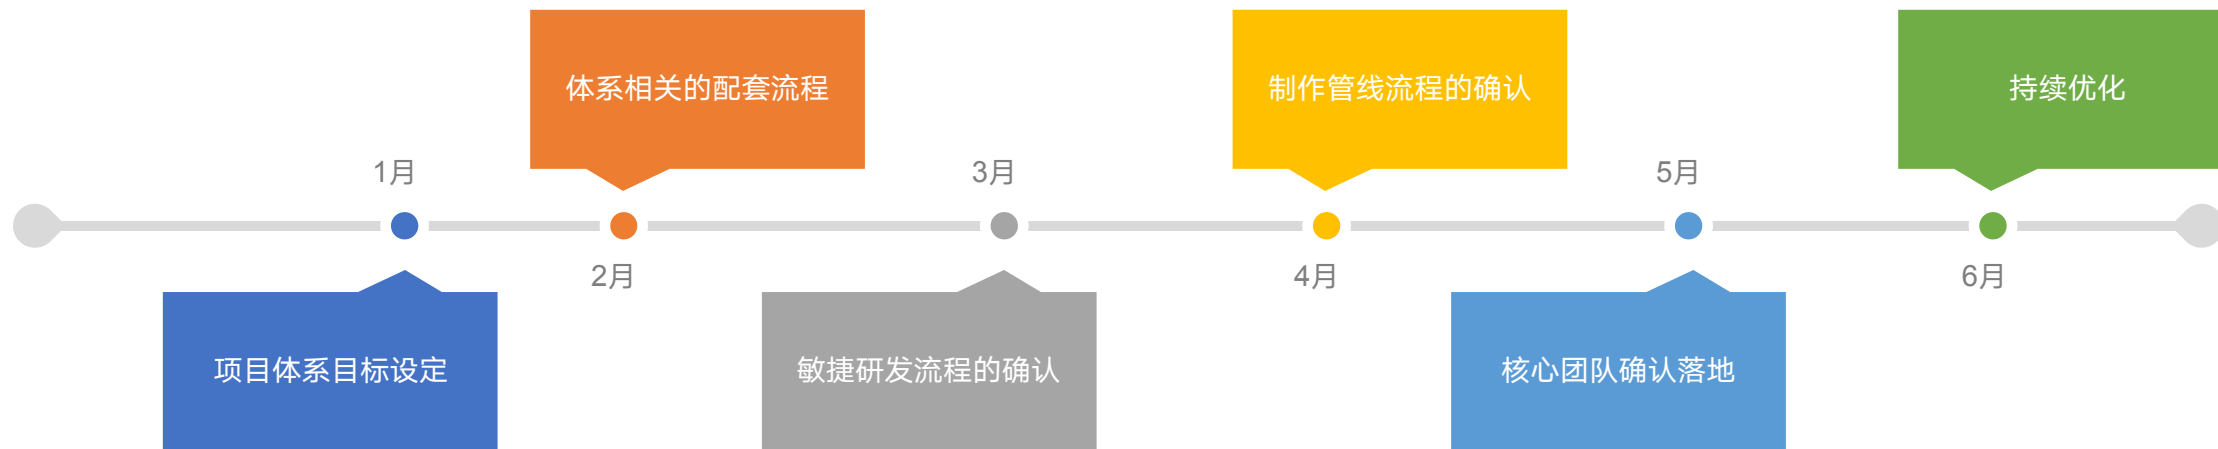 体系相关的配套流程
制作管线流程的确认
持续优化
1月
3月
5月
2月
4月
6月
项目体系目标设定
敏捷研发流程的确认
核心团队确认落地